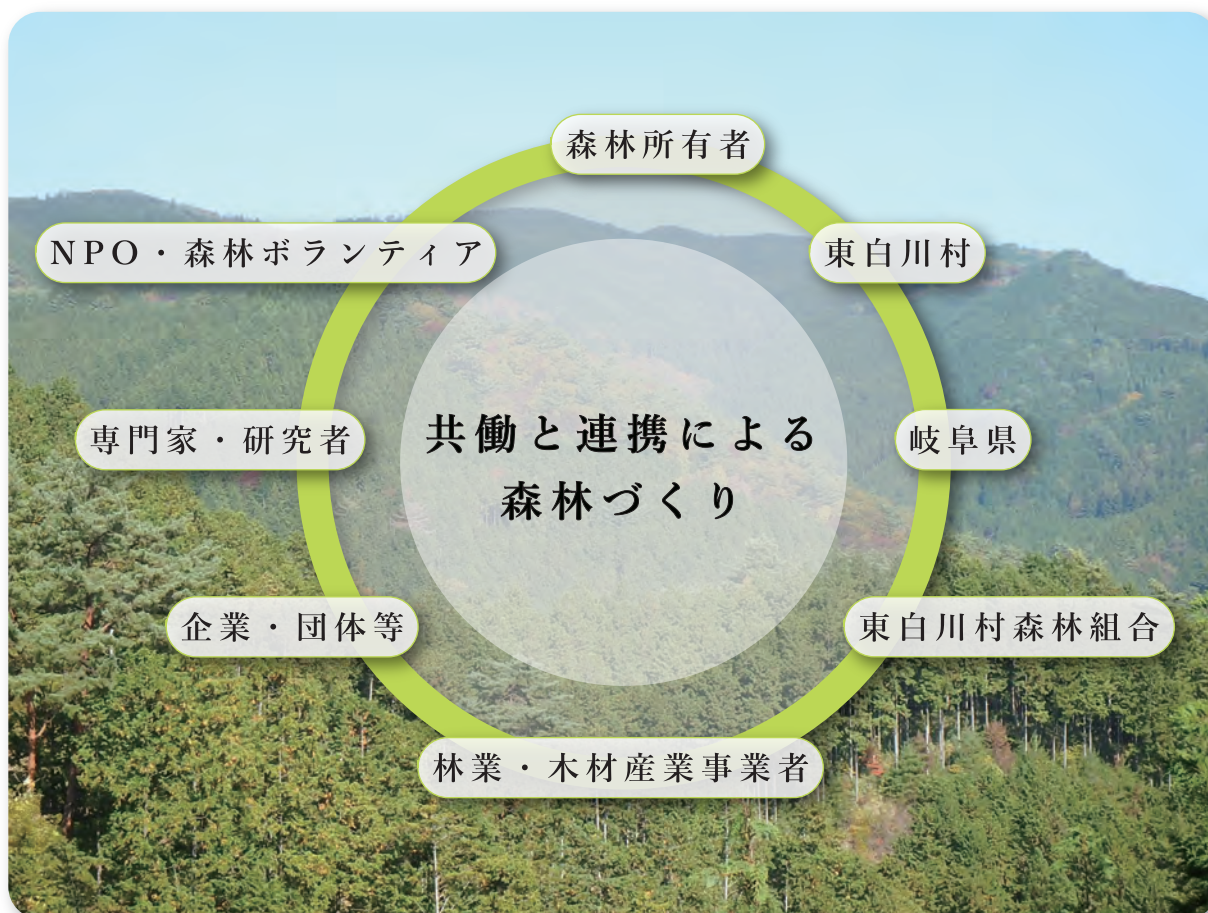 森林所有者
NPO・森林ボランティア
東白川村
専門家・研究者
共働と連携による
森林づくり
岐阜県
企業・団体等
東白川村森林組合
林業・木材産業事業者